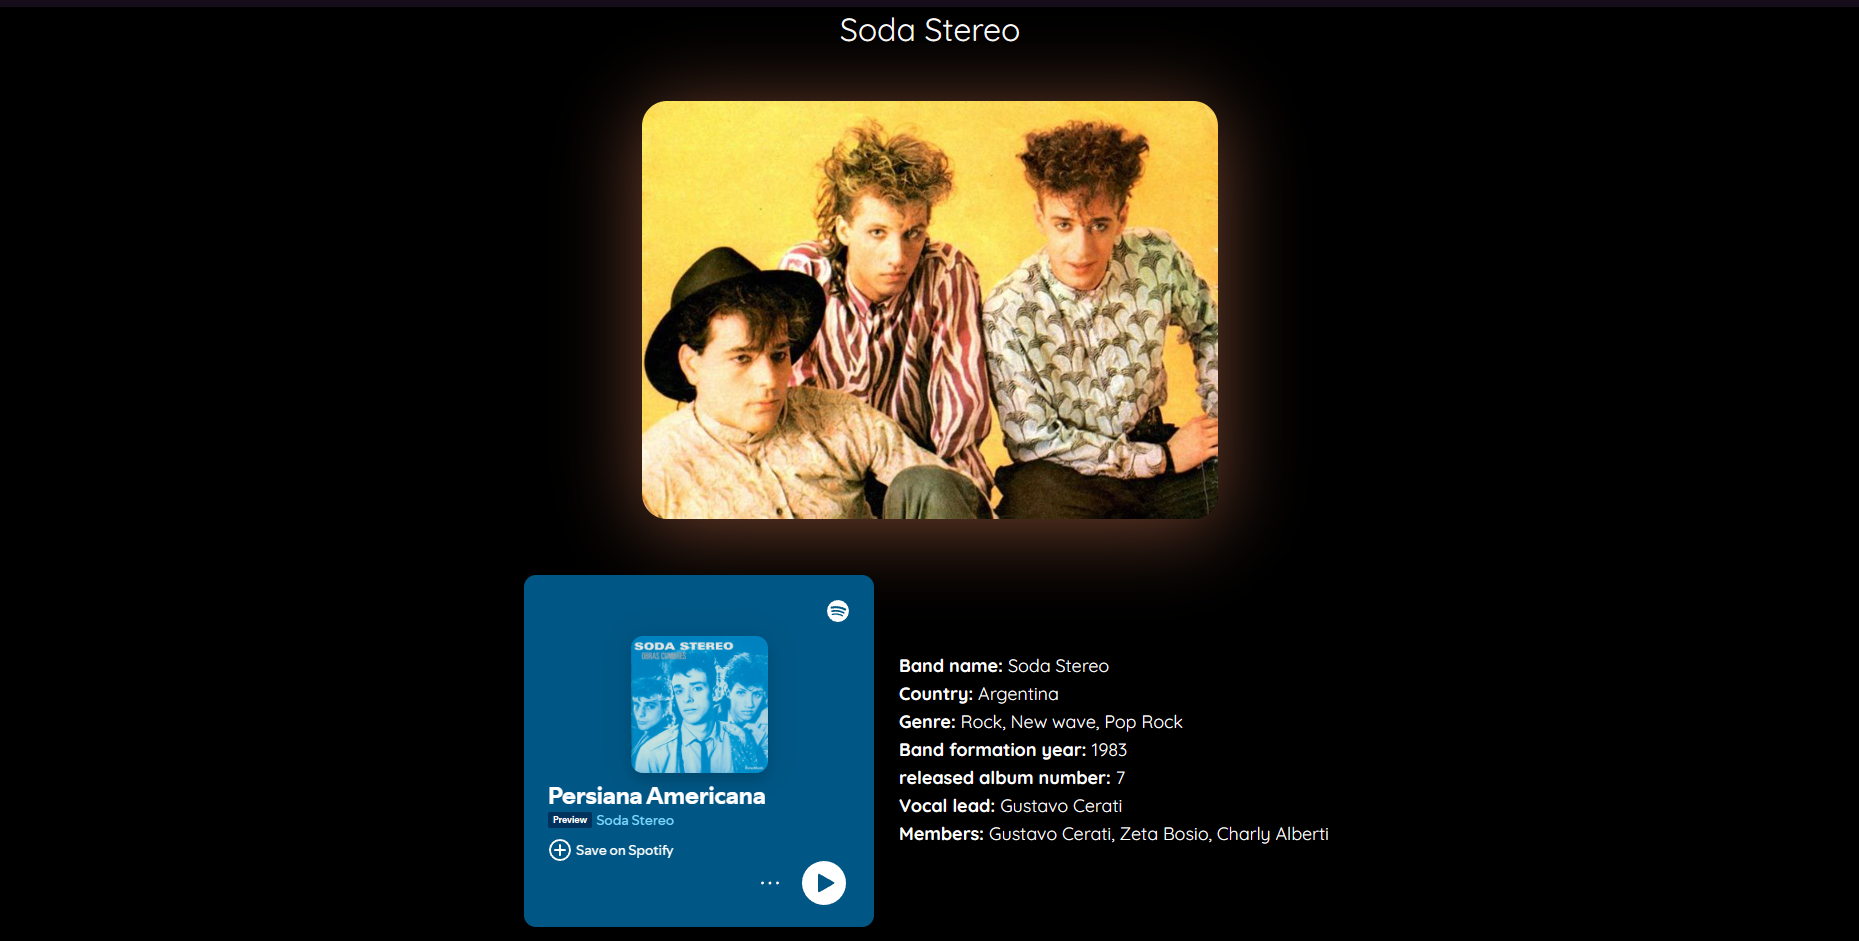 Soda Stereo
SODA STEREO
OBRAS CUMBRES
Persiana Americana
Preview Soda Stereo
Save on Spotify
Band name: Soda Stereo
Country: Argentina
Genre: Rock, New wave, Pop Rock
Band formation year: 1983
released album number: 7
Vocal lead: Gustavo Cerati
Members: Gustavo Cerati, Zeta Bosio, Charly Alberti